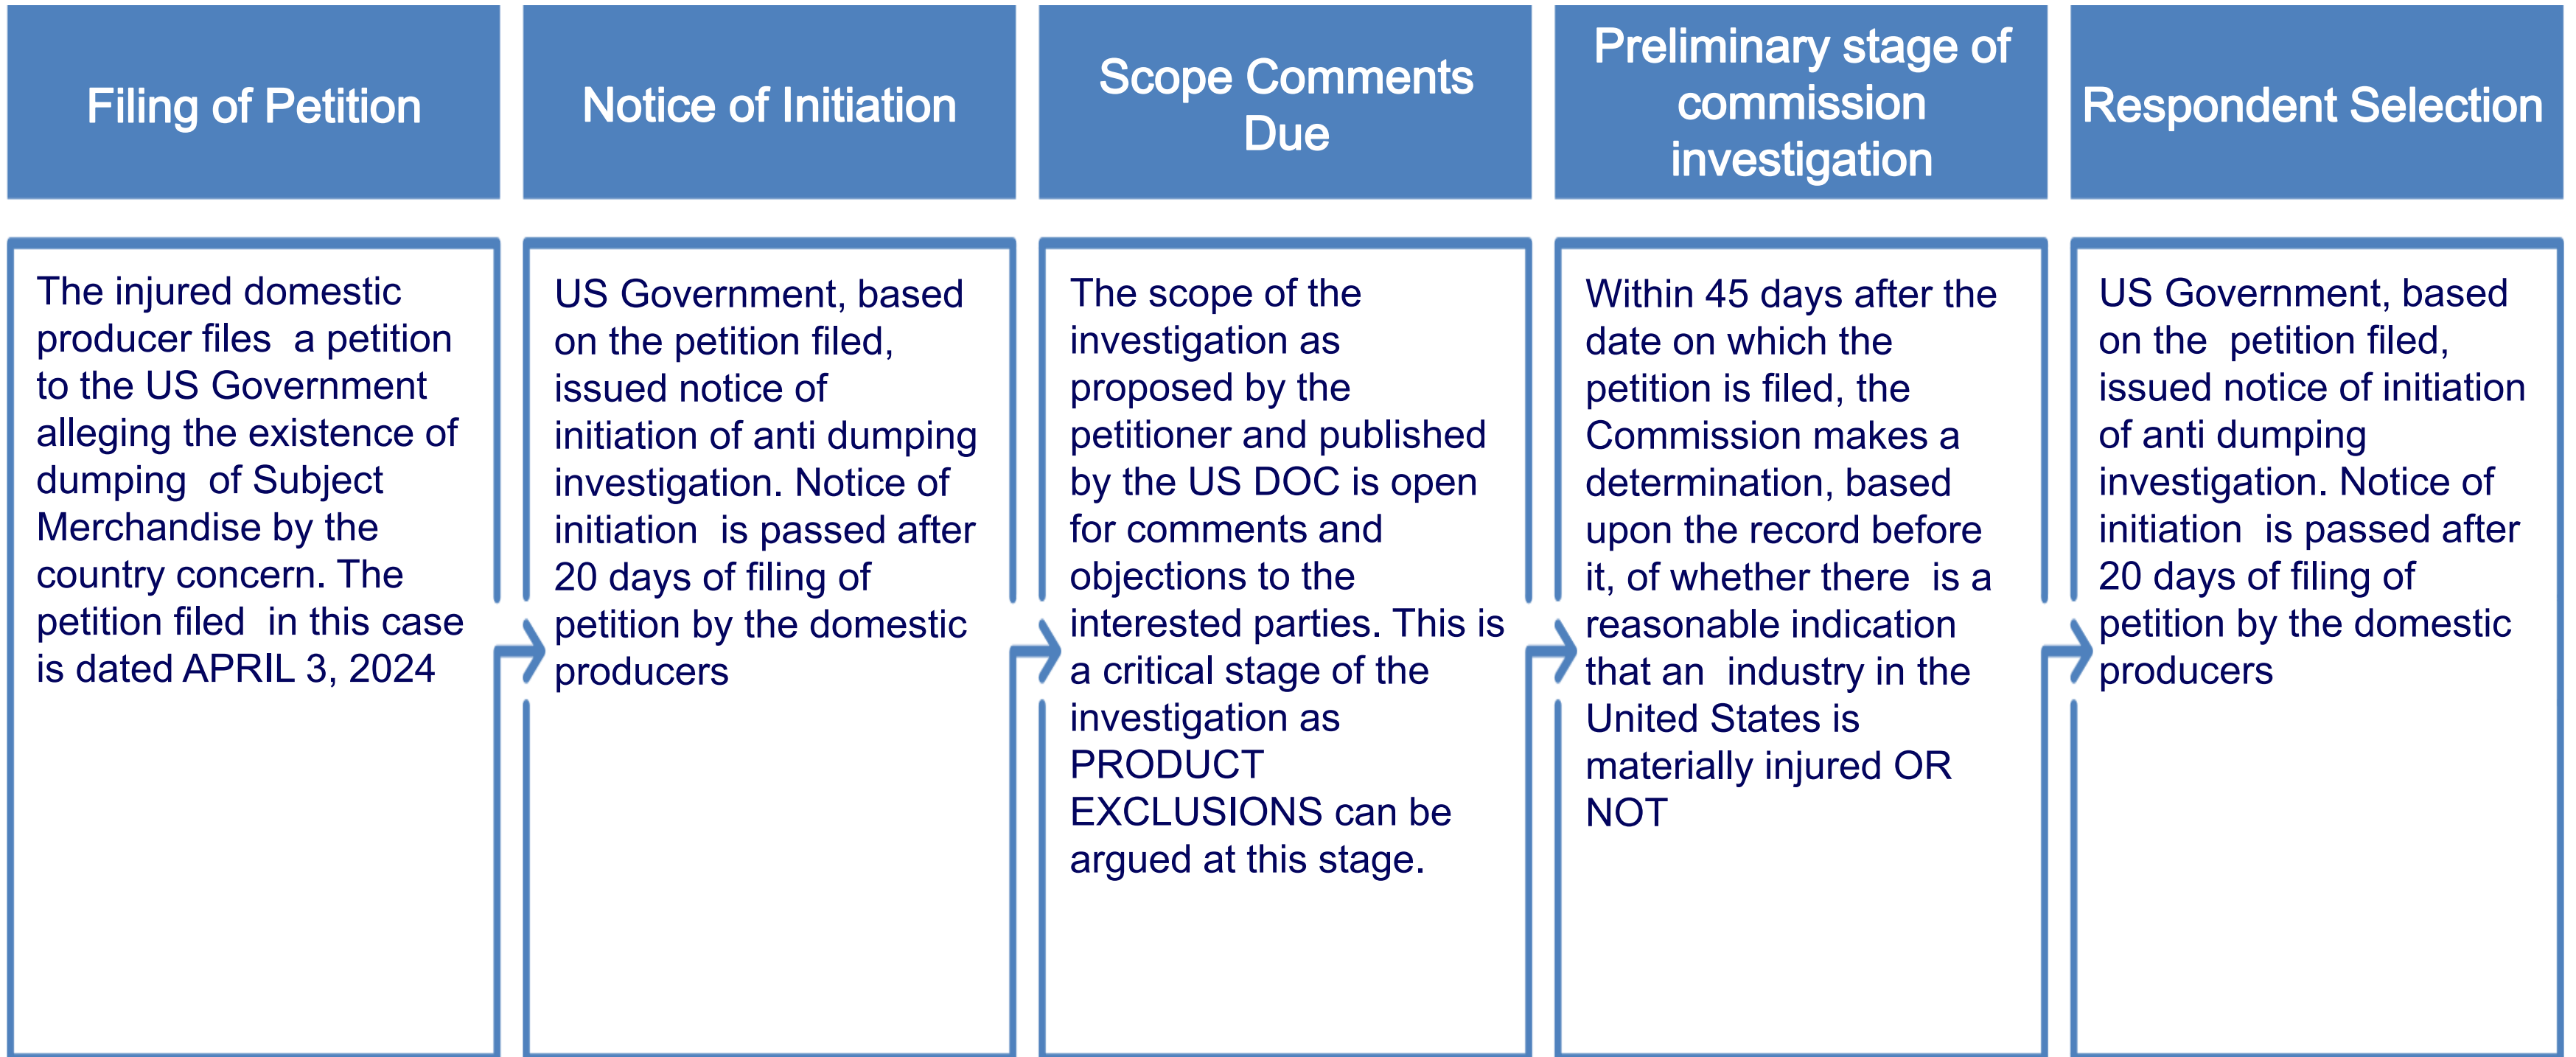 Filing of Petition
Notice of Initiation
Scope Comments
Due
Preliminary stage of
commission
investigation
Respondent Selection
The injured domestic
producer files  a petition
to the US Government
alleging the existence of
dumping  of Subject
Merchandise by the
country concern. The
petition filed  in this case
is dated APRIL 3, 2024
US Government, based
on the petition filed,
issued notice of
initiation of anti dumping
investigation. Notice of
initiation  is passed after
20 days of filing of
petition by the domestic
producers
The scope of the
investigation as
proposed by the
petitioner and published
by the US DOC is open
for comments and
objections to the
interested parties. This is
a critical stage of the
investigation as
PRODUCT
EXCLUSIONS can be
argued at this stage.
Within 45 days after the
date on which the
petition is filed, the
Commission makes a
determination, based
upon the record before
it, of whether there  is a
reasonable indication
that an  industry in the
United States is
materially injured OR
NOT
US Government, based
on the  petition filed,
issued notice of initiation
of anti dumping
investigation. Notice of
initiation  is passed after
20 days of filing of
petition by the domestic
producers